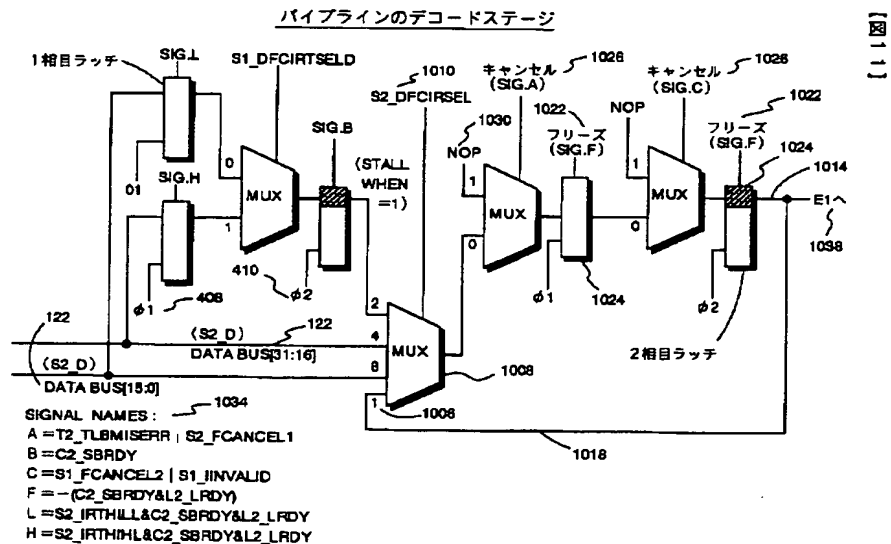 パイプラインのデコードステージ
【図11】
1相目ラッチ
SIG.L
S1_DFCIRTSELD
1010
S2_DFCIRSEL
キャンセル
(SIG.A)
1026
キャンセル
(SIG.C)
1026
SIG.B
1030
NOP
1022
フリーズ
(SIG.F)
NOP
1022
フリーズ
(SIG.F)
1024
1014
0
01
SIG.H
MUX
(STALL
WHEN
=1)
1
1
MUX
MUX
E1へ
1038
1
0
0
φ1
408
410
φ2
φ1
1024
φ2
122
(S2_D)
122
DATA BUS[31:16]
2
4
MUX
2相目ラッチ
(S2_D)
DATA BUS[15:0]
8
1008
1
1006
1018
SIGNAL NAMES :
1034
A =T2_TLBMISERR | S2_FCANCEL1
B =C2_SBRDY
C =S1_FCANCEL2 | S1_IINVALID
F =-(C2_SBRDY&L2_LRDY)
L =S2_IRTHILL&C2_SBRDY&L2_LRDY
H =S2_IRTHIHL&C2_SBRDY&L2_LRDY